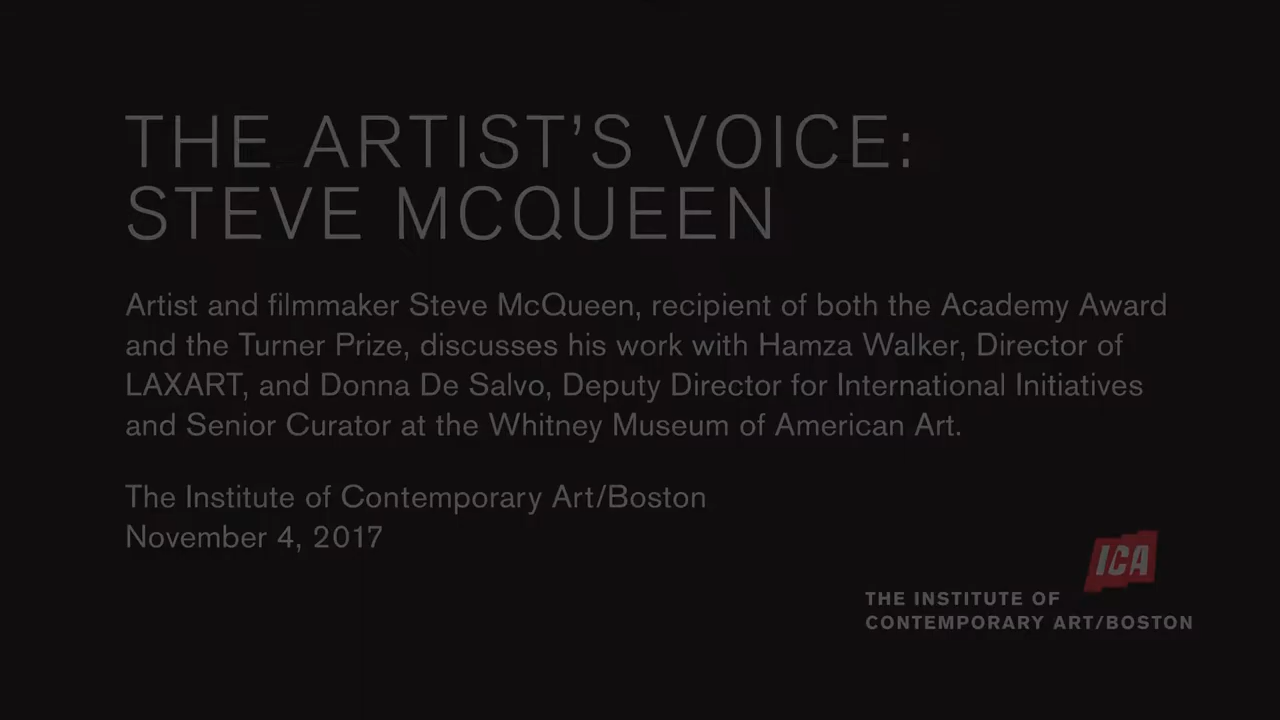 THE ARTIST’S VOICE:
STEVE MCQUEEN
Artist and filmmaker Steve McQueen, recipient of both the Academy Award
and the Turner Prize, discusses his work with Hamza Walker, Director of
LAXART, and Donna De Salvo, Deputy Director for International Initiatives
and Senior Curator at the Whitney Museum of American Art.
The Institute of Contemporary Art/Boston
November 4, 2017
ICA
THE INSTITUTE OF
CONTEMPORARY ART/BOSTON